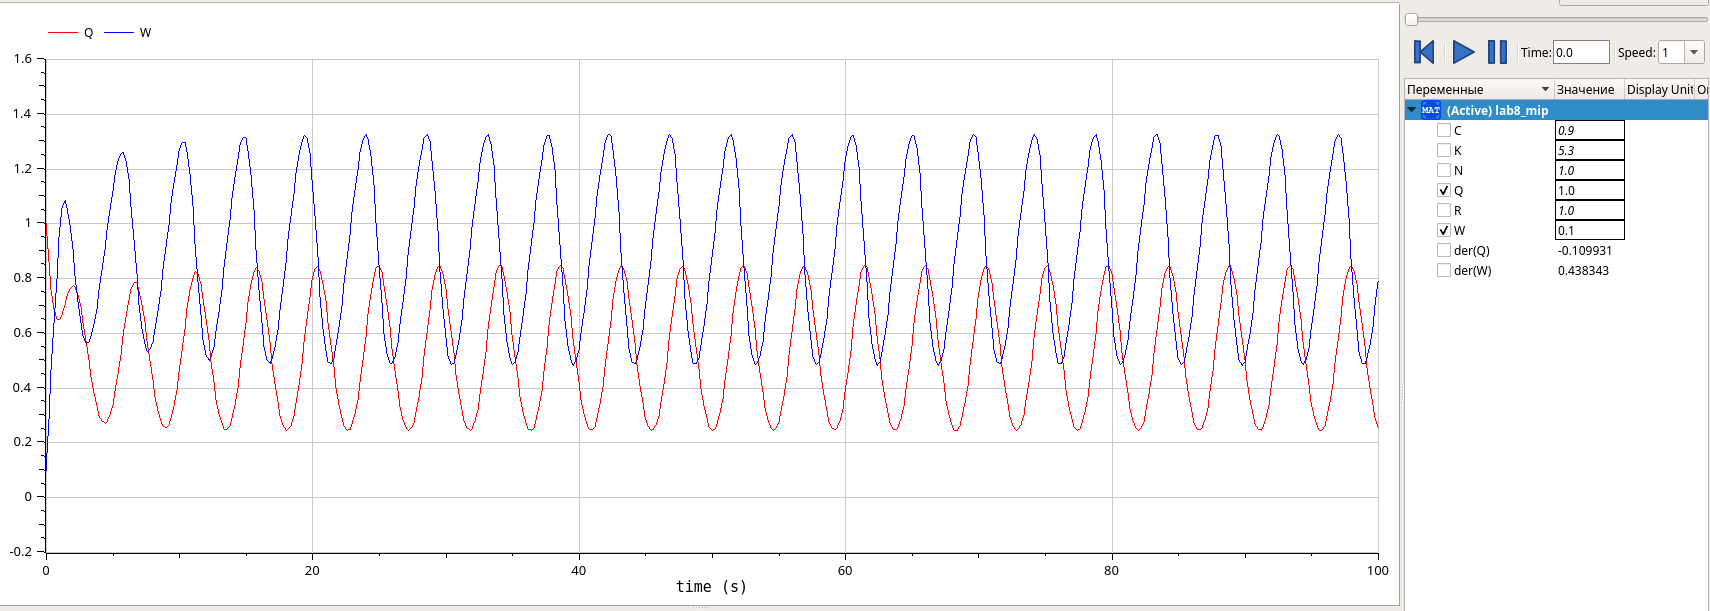 Q W
1.6
1.4
1.2
1
0.8
0.6
0.4
0.2
0
-0.2
0 20 40 60 80 100
time (s)
Time: 0.0 Speed: 1
Переменные Значение Display Unit
MAT (Active) lab8_mip
C 0.9
K 5.3
N 1.0
Q 1.0
R 1.0
W 0.1
der(Q) -0.109931
der(W) 0.438343